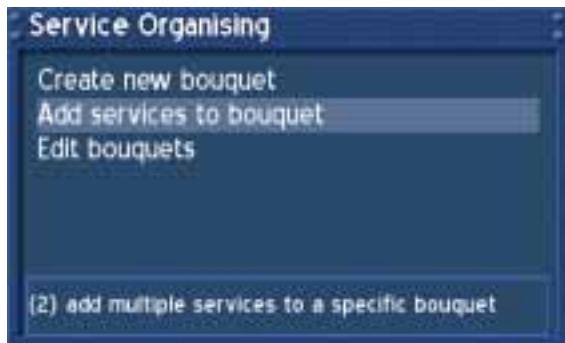 Service Organising
Create new bouquet
Add services to bouquet
Edit bouquets
(2) add multiple services to a specific bouquet